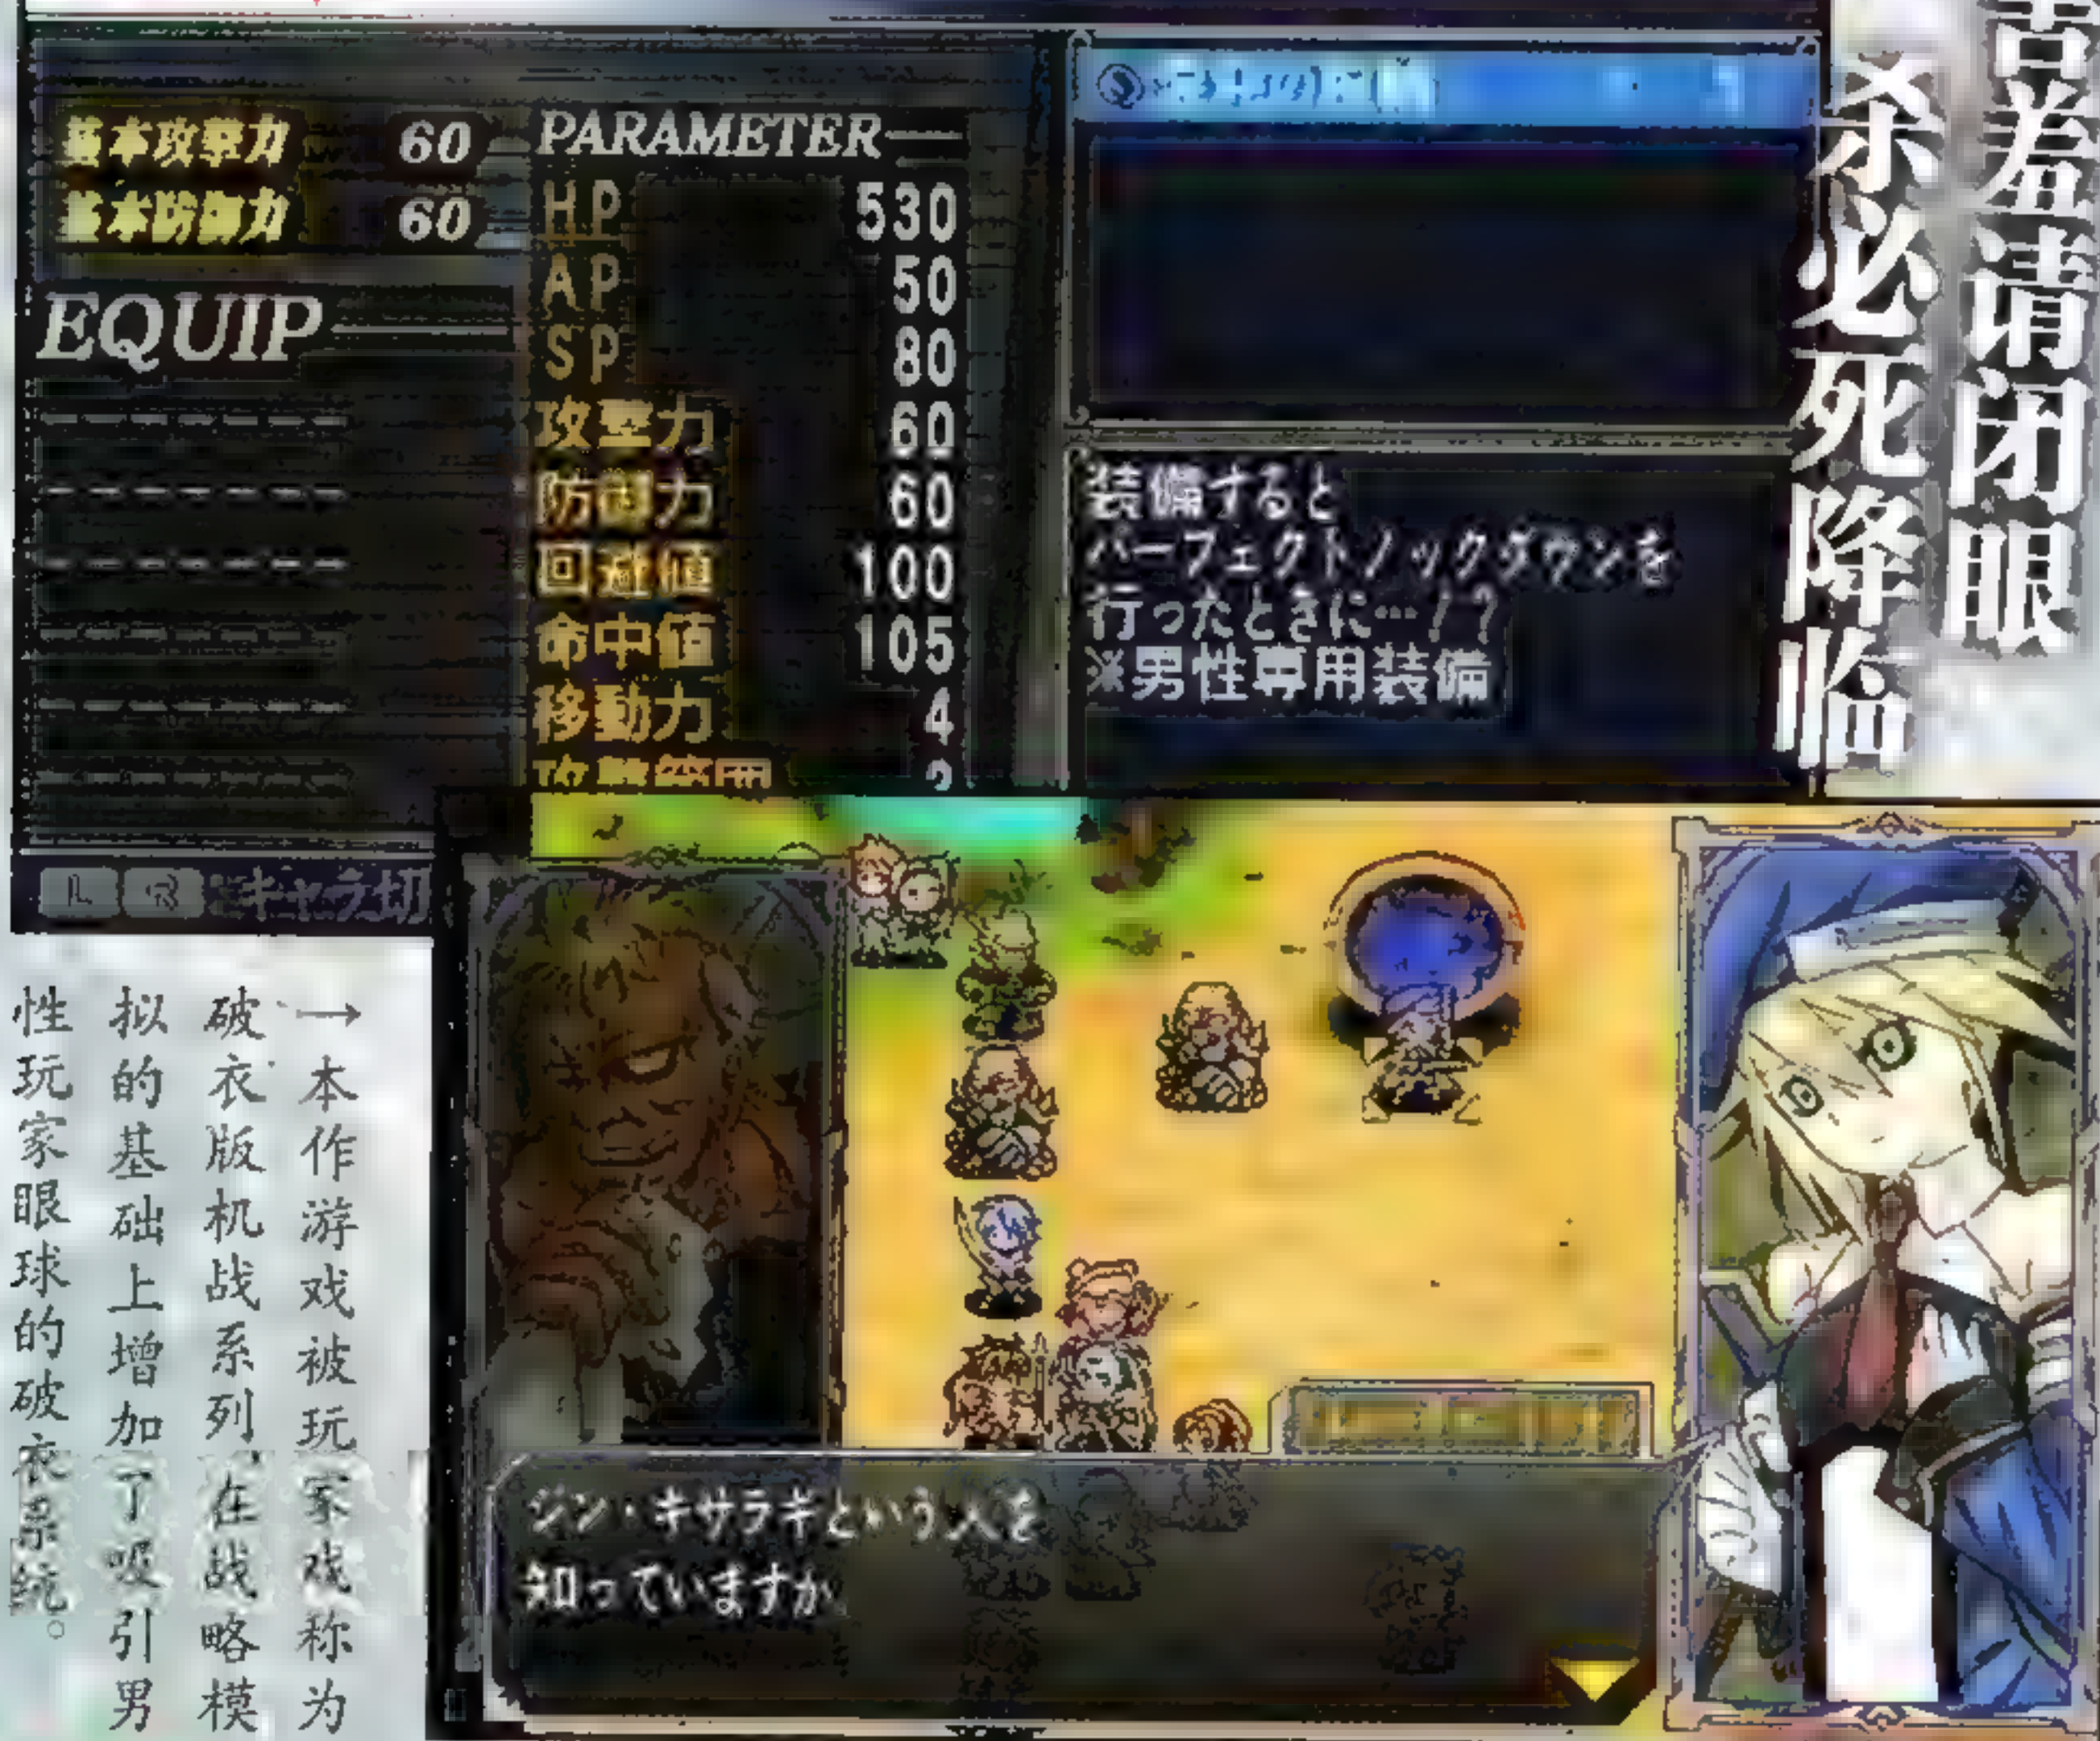 害羞请闭眼
杀必死降临
基本攻撃力 60
基本防御力 60
EQUIP
PARAMETER
HP 530
AP 50
SP 80
攻撃力 60
防御力 60
回避値 100
命中値 105
移動力 4
攻撃範囲
装備すると
パーフェクトノックダウンを
行ったときに…!?
※男性専用装備
L R :キャラ切
ジン・キサラギという人を
知っていますか
→本作游戏被玩家戏称为
破衣版机战系列,在战略模
拟的基础上增加了吸引男
性玩家眼球的破衣系统。